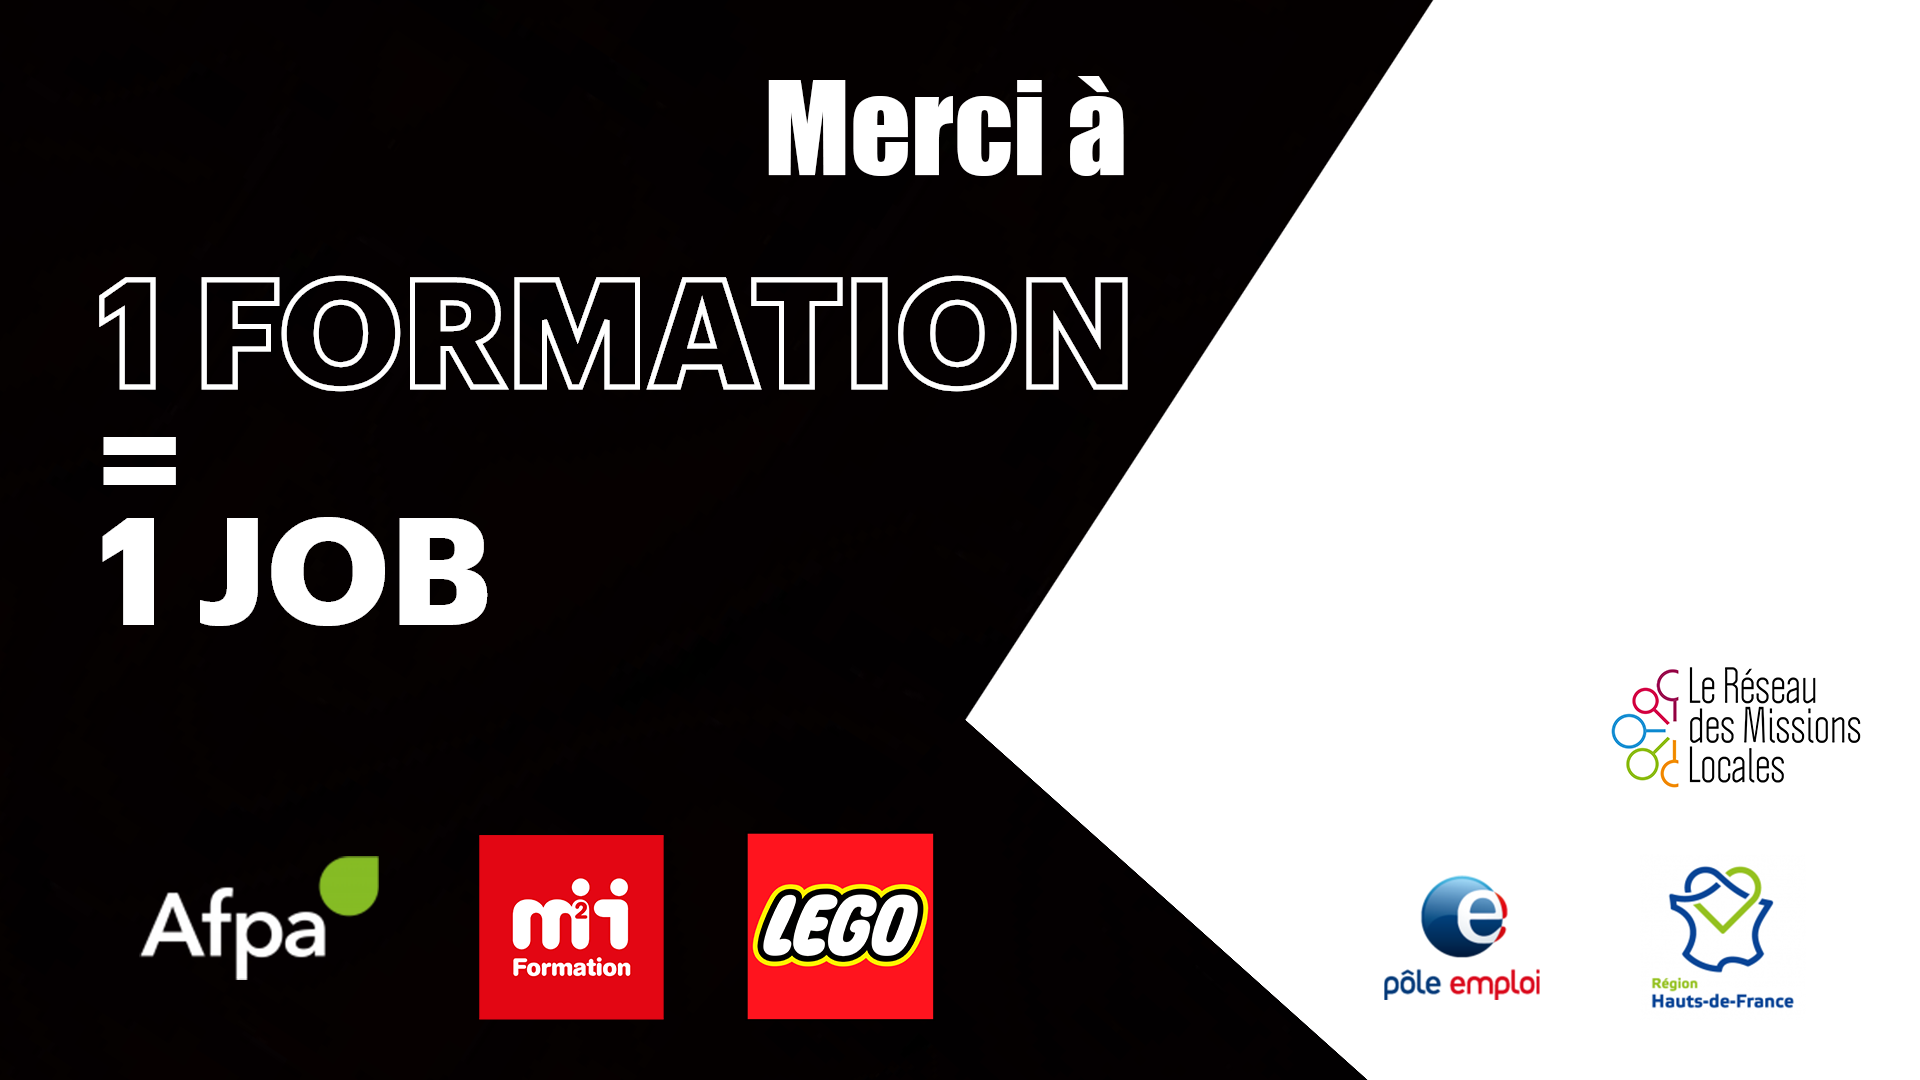 Merci à
1 FORMATION
=
1 JOB
Le Réseau
des Missions
Locales
Afpa
m2i
Formation
LEGO
e
pôle emploi
Région
Hauts-de-France